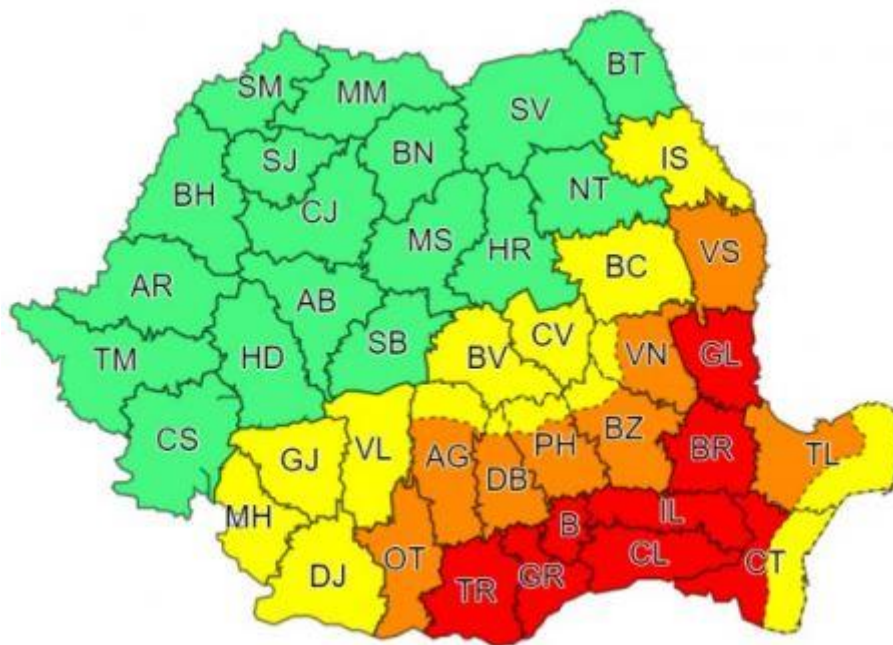 BT
SM
MM
SV
SJ
BN
IS
BH
NT
CJ
MS
HR
VS
BC
AR
AB
CV
TM
HD
SB
BV
VN
GL
CS
GJ
VL
AG
PH
BZ
BR
TL
DB
MH
B
IL
OT
DJ
TR
GR
CL
CT